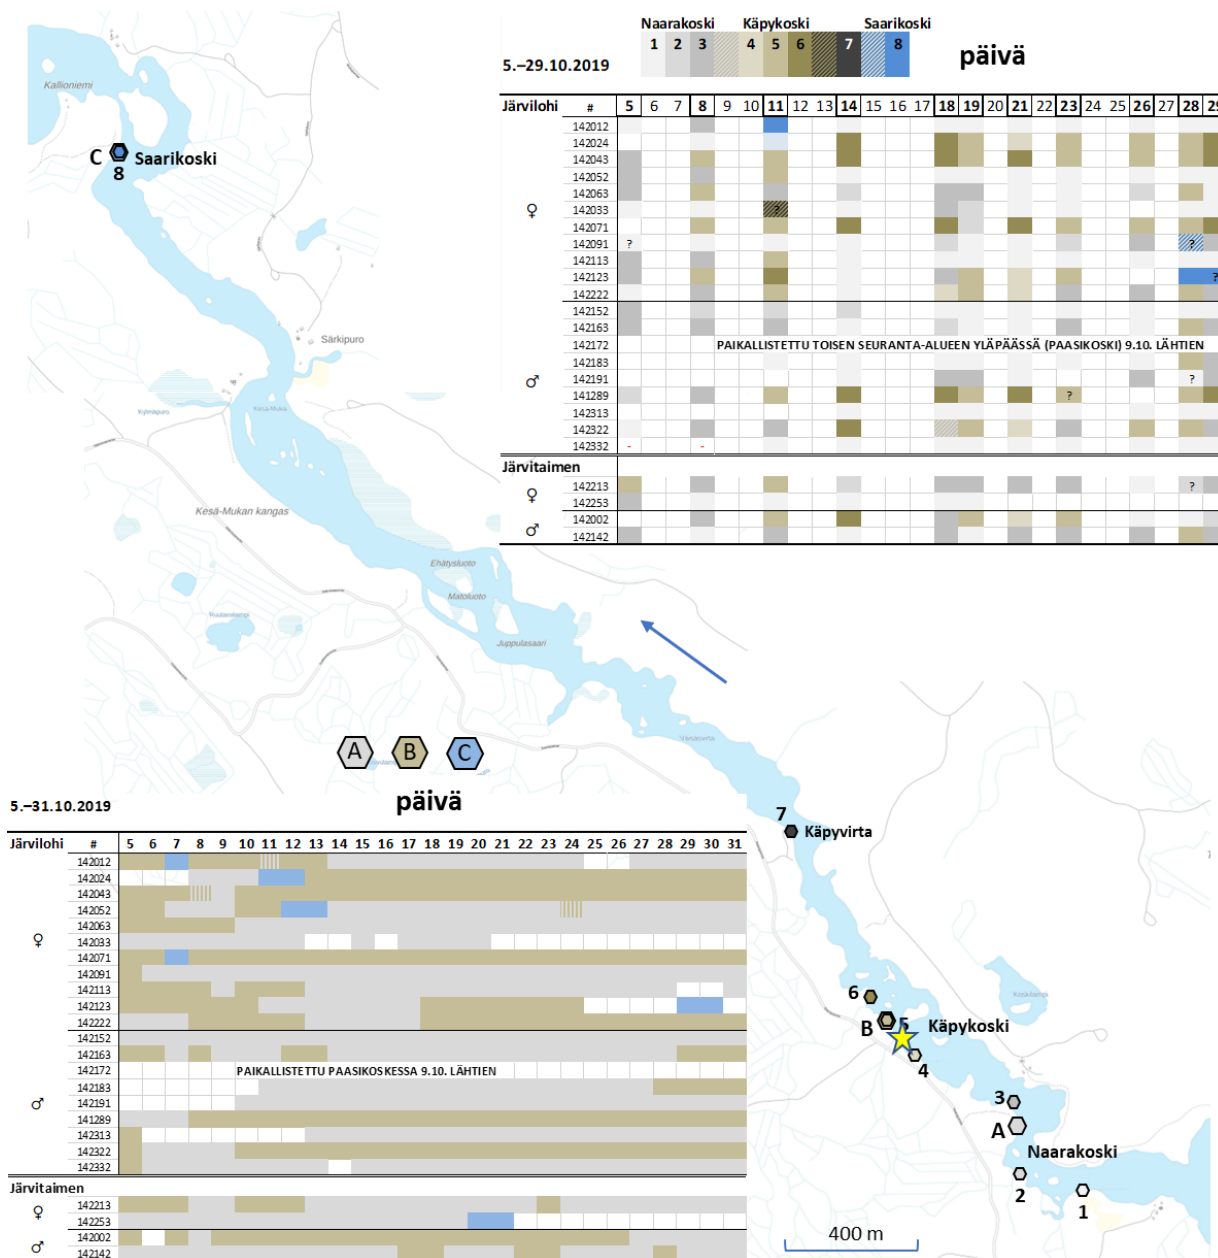 Naarakoski Käpykoski Saarikoski
1 2 3 4 5 6 7 8
päivä
5.–29.10.2019
Järvilohi # 5 6 7 8 9 10 11 12 13 14 15 16 17 18 19 20 21 22 23 24 25 26 27 28 29
142012
142024
142043
142052
142063
♀ 142033 ?
142071
142091 ? ?
142113
142123 ?
142222
142152
142163
142172 PAIKALLISTETTU TOISEN SEURANTA-ALUEEN YLÄPÄÄSSÄ (PAASIKOSKI) 9.10. LÄHTIEN
142183
♂ 142191 ?
141289 ?
142313
142322
142332 - -
Järvitaimen
♀ 142213 ?
142253
♂ 142002
142142
Kallioniemi
C Saarikoski
8
Särkipuro
Kylmäpuro
Kesä-Muka
Kesä-Mukan kangas
Ehätysluoto
Matoluoto
Ruutanalampi
Juppulasaari
A B C
7 Käpyvirta
6
B 5 Käpykoski
4
Keräslampi
3
A
Naarakoski
2 1
400 m
päivä
5.–31.10.2019
Järvilohi # 5 6 7 8 9 10 11 12 13 14 15 16 17 18 19 20 21 22 23 24 25 26 27 28 29 30 31
142012
142024
142043
142052
142063
♀ 142033
142071
142091
142113
142123
142222
142152
142163
142172 PAIKALLISTETTU PAASIKOSKESSA 9.10. LÄHTIEN
142183
♂ 142191
141289
142313
142322
142332
Järvitaimen
♀ 142213
142253
♂ 142002
142142